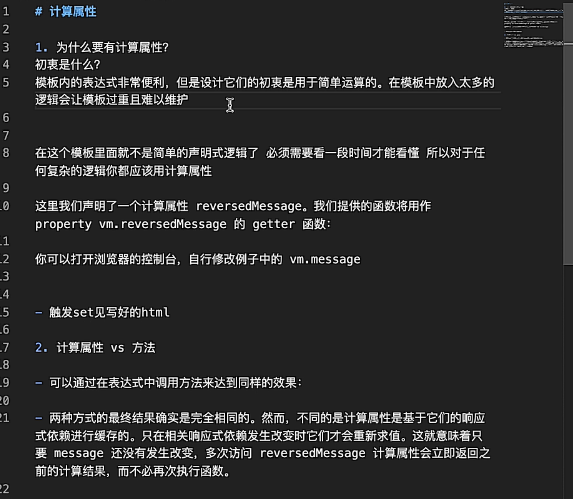 1 # 计算属性
2
3 1. 为什么要有计算属性?
4 初衷是什么?
5 模板内的表达式非常便利，但是设计它们的初衷是用于简单运算的。在模板中放入太多的
逻辑会让模板过重且难以维护
6
7
8 在这个模板里面就不是简单的声明式逻辑了 必须需要看一段时间才能看懂 所以对于任
何复杂的逻辑你都应该用计算属性
9
10 这里我们声明了一个计算属性 reversedMessage。我们提供的函数将用作
property vm.reversedMessage 的 getter 函数：
11
12 你可以打开浏览器的控制台，自行修改例子中的 vm.message
13
14
15 - 触发set见写好的html
16
17 2. 计算属性 vs 方法
18
19 - 可以通过在表达式中调用方法来达到同样的效果：
20
21 - 两种方式的最终结果确实是完全相同的。然而，不同的是计算属性是基于它们的响应
式依赖进行缓存的。只在相关响应式依赖发生改变时它们才会重新求值。这就意味着只
要 message 还没有发生改变，多次访问 reversedMessage 计算属性会立即返回之
前的计算结果，而不必再次执行函数。
22